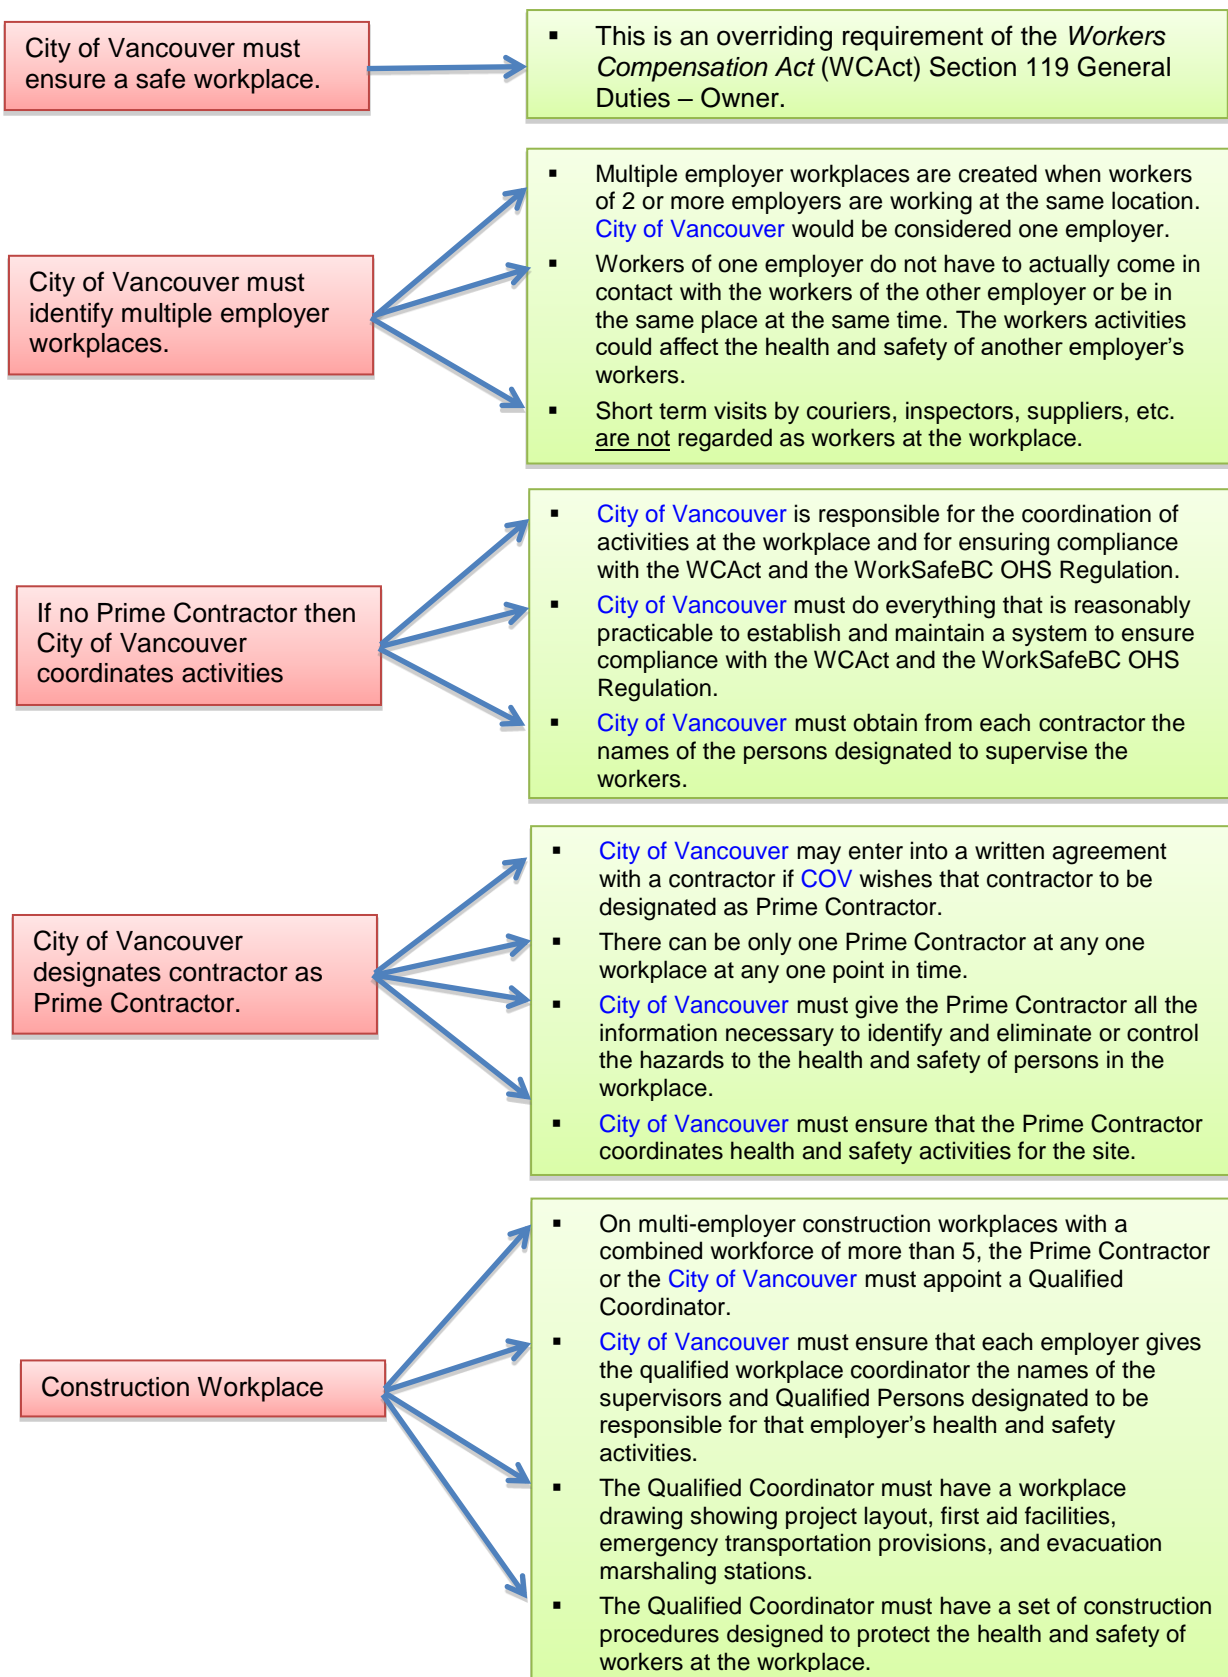 City of Vancouver must
ensure a safe workplace.
▪ This is an overriding requirement of the Workers
Compensation Act (WCAct) Section 119 General
Duties – Owner.
City of Vancouver must
identify multiple employer
workplaces.
▪ Multiple employer workplaces are created when workers
of 2 or more employers are working at the same location.
City of Vancouver would be considered one employer.
▪ Workers of one employer do not have to actually come in
contact with the workers of the other employer or be in
the same place at the same time. The workers activities
could affect the health and safety of another employer’s
workers.
▪ Short term visits by couriers, inspectors, suppliers, etc.
are not regarded as workers at the workplace.
If no Prime Contractor then
City of Vancouver
coordinates activities
▪ City of Vancouver is responsible for the coordination of
activities at the workplace and for ensuring compliance
with the WCAct and the WorkSafeBC OHS Regulation.
▪ City of Vancouver must do everything that is reasonably
practicable to establish and maintain a system to ensure
compliance with the WCAct and the WorkSafeBC OHS
Regulation.
▪ City of Vancouver must obtain from each contractor the
names of the persons designated to supervise the
workers.
City of Vancouver
designates contractor as
Prime Contractor.
▪ City of Vancouver may enter into a written agreement
with a contractor if COV wishes that contractor to be
designated as Prime Contractor.
▪ There can be only one Prime Contractor at any one
workplace at any one point in time.
▪ City of Vancouver must give the Prime Contractor all the
information necessary to identify and eliminate or control
the hazards to the health and safety of persons in the
workplace.
▪ City of Vancouver must ensure that the Prime Contractor
coordinates health and safety activities for the site.
Construction Workplace
▪ On multi-employer construction workplaces with a
combined workforce of more than 5, the Prime Contractor
or the City of Vancouver must appoint a Qualified
Coordinator.
▪ City of Vancouver must ensure that each employer gives
the qualified workplace coordinator the names of the
supervisors and Qualified Persons designated to be
responsible for that employer’s health and safety
activities.
▪ The Qualified Coordinator must have a workplace
drawing showing project layout, first aid facilities,
emergency transportation provisions, and evacuation
marshaling stations.
▪ The Qualified Coordinator must have a set of construction
procedures designed to protect the health and safety of
workers at the workplace.